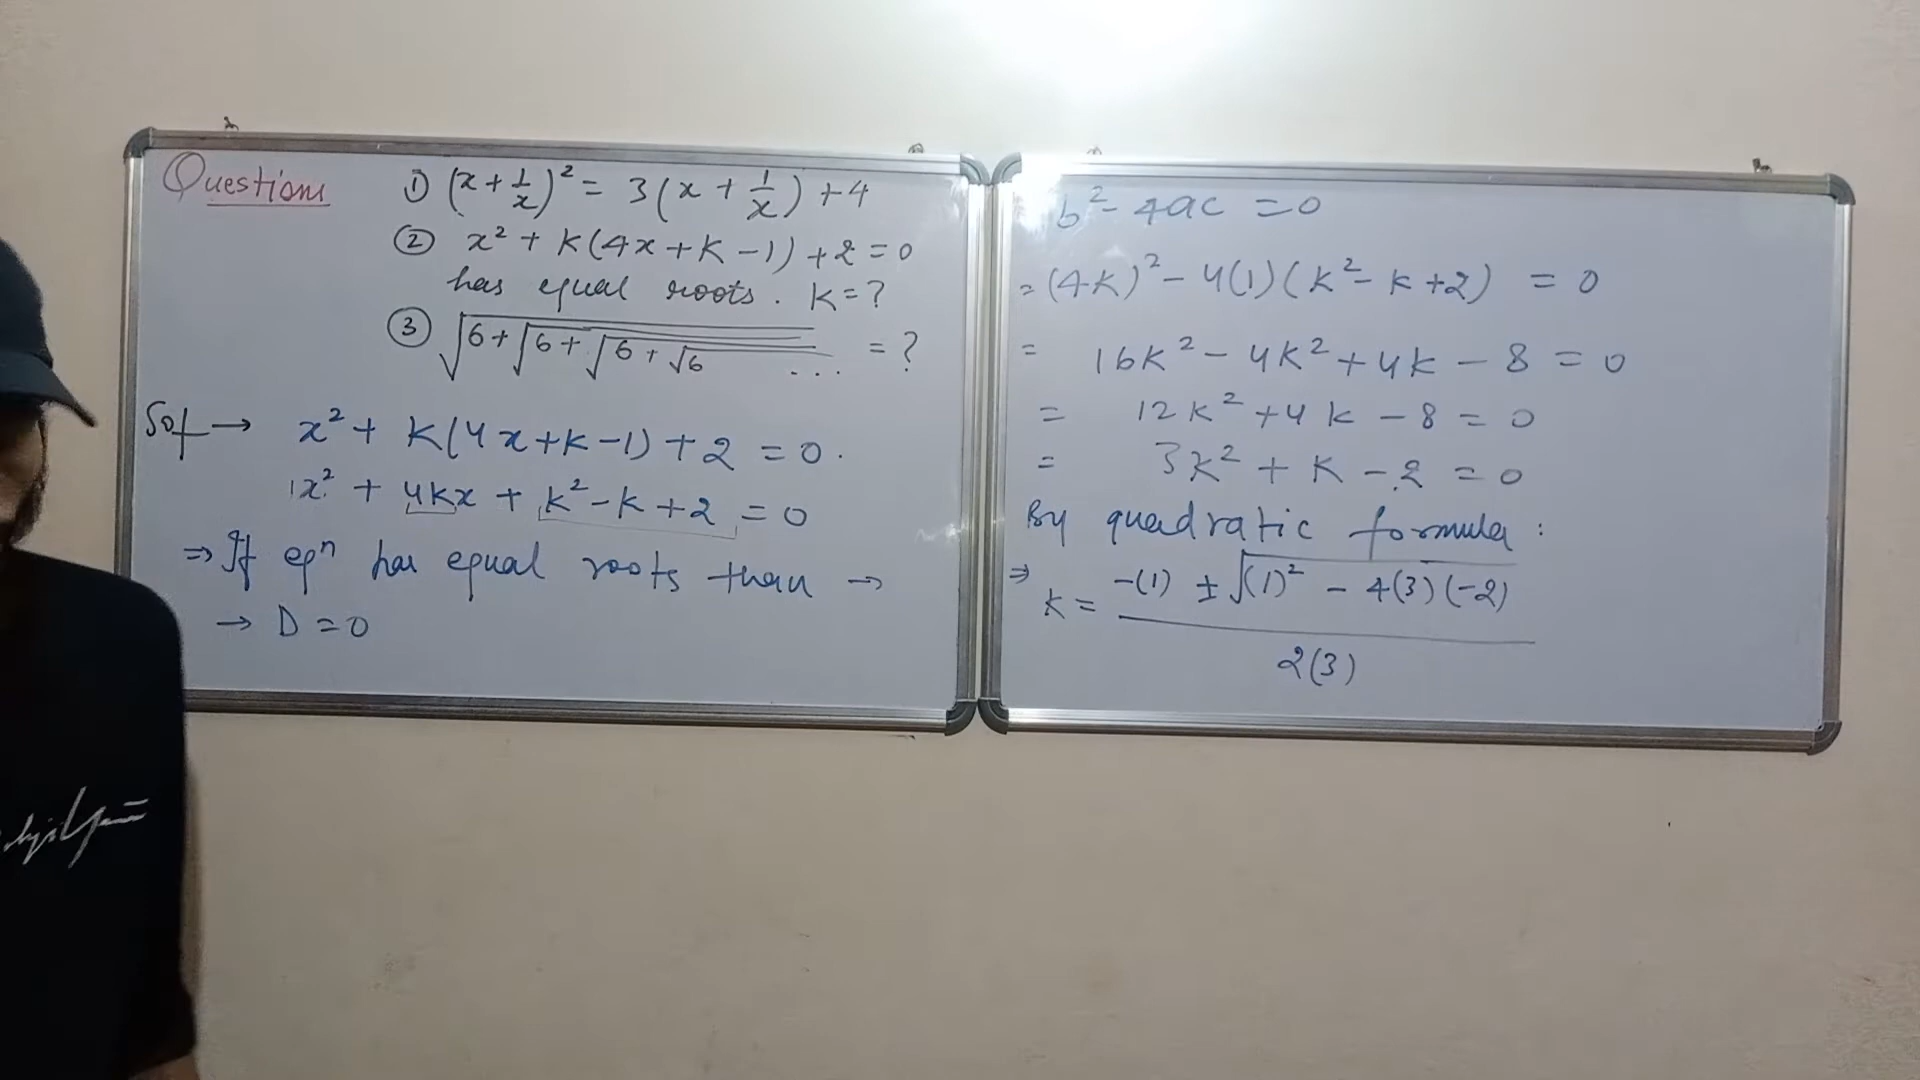 Questions ① (x + 1/x)² = 3(x + 1/x) + 4
② x² + K(4x + K - 1) + 2 = 0
has equal roots. K = ?
③ √6+√6+√6+√6 ... = ?
Sol → x² + K(4x+K-1) + 2 = 0.
1x² + 4Kx + K² - K + 2 = 0
⇒ If eqⁿ has equal roots than →
→ D = 0
b² - 4ac = 0
= (4K)² - 4(1)(K² - K + 2) = 0
= 16K² - 4K² + 4K - 8 = 0
= 12K² + 4K - 8 = 0
= 3K² + K - 2 = 0
By quadratic formula :
⇒ K = -(1) ± √(1)² - 4(3)(-2)
2(3)